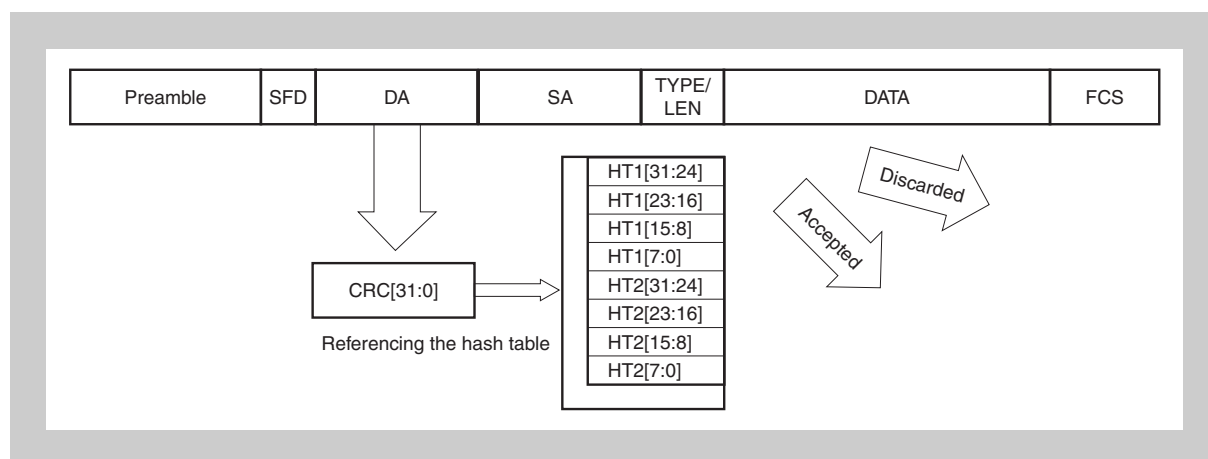 Preamble SFD DA SA TYPE/
LEN DATA FCS
HT1[31:24]
HT1[23:16]
HT1[15:8]
HT1[7:0]
HT2[31:24]
HT2[23:16]
HT2[15:8]
HT2[7:0]
CRC[31:0]
Referencing the hash table
Accepted
Discarded